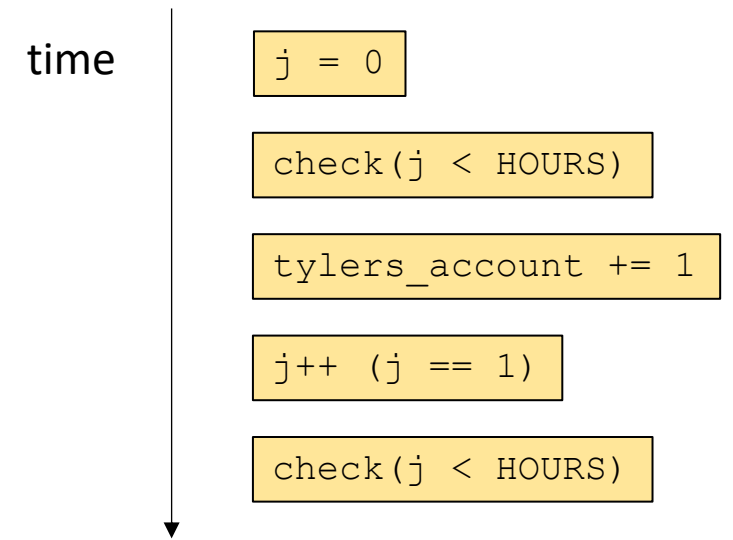 time
j = 0
check(j < HOURS)
tylers_account += 1
j++ (j == 1)
check(j < HOURS)